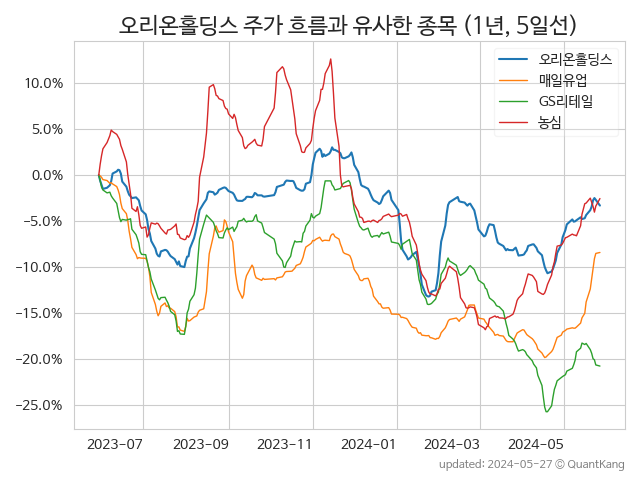 오리온홀딩스 주가 흐름과 유사한 종목 (1년, 5일선)
오리온홀딩스
매일유업
GS리테일
농심
10.0%
5.0%
0.0%
−5.0%
−10.0%
−15.0%
−20.0%
−25.0%
2023-07 2023-09 2023-11 2024-01 2024-03 2024-05
updated: 2024-05-27 © QuantKang